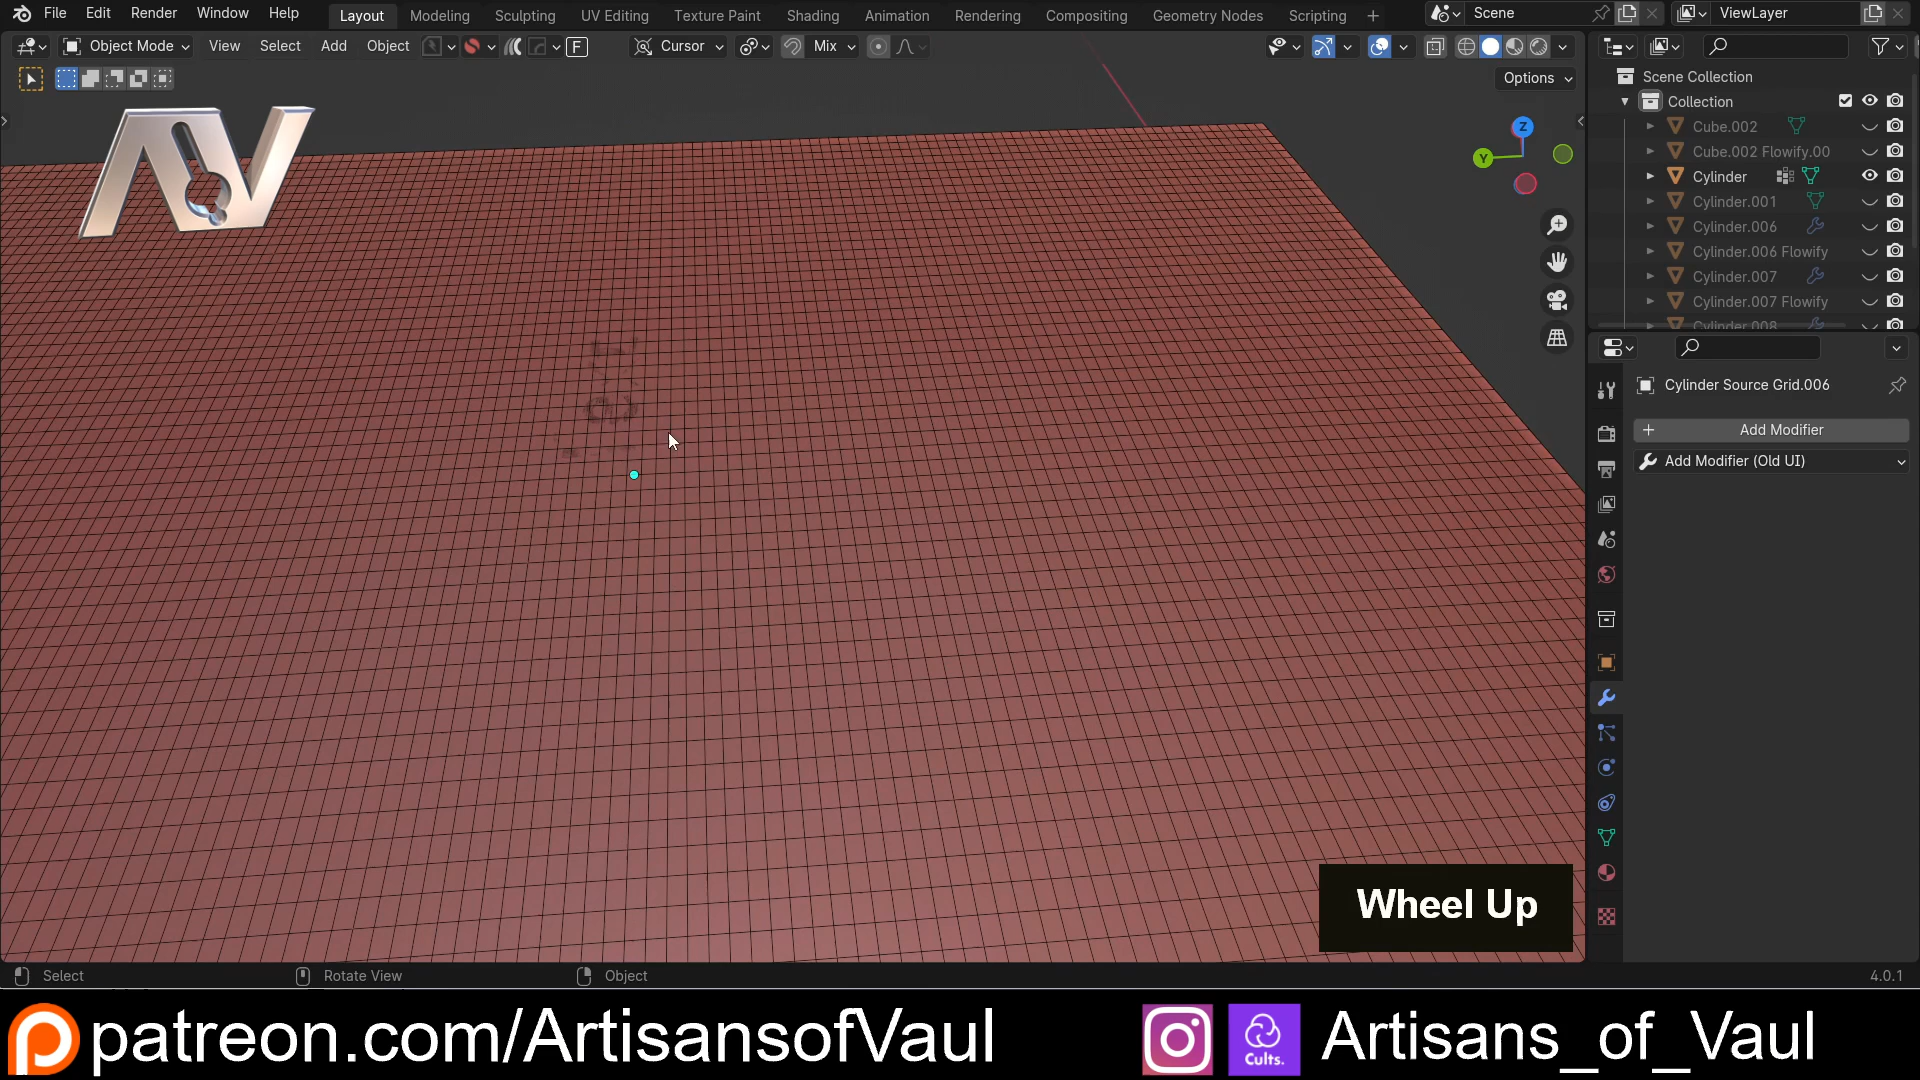 File Edit Render Window Help Layout Modeling Sculpting UV Editing Texture Paint Shading Animation Rendering Compositing Geometry Nodes Scripting + Scene ViewLayer
Object Mode View Select Add Object F Cursor Mix
Options
Scene Collection
Collection
Cube.002
Cube.002 Flowify.00
Cylinder
Cylinder.001
Cylinder.006
Cylinder.006 Flowify
Cylinder.007
Cylinder.007 Flowify
Cylinder.008
Z
Y
Cylinder Source Grid.006
+ Add Modifier
Add Modifier (Old UI)
Wheel Up
Select Rotate View Object 4.0.1
patreon.com/ArtisansofVaul Cults. Artisans_of_Vaul